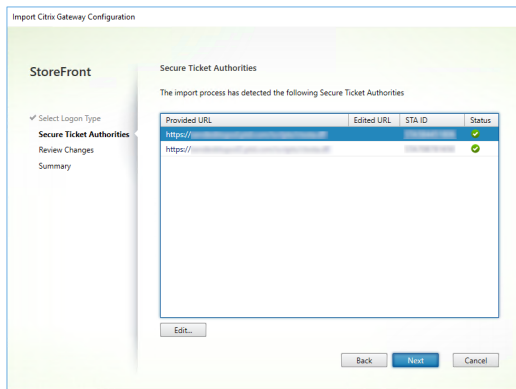 Import Citrix Gateway Configuration
StoreFront
Select Logon Type
Secure Ticket Authorities
Review Changes
Summary
Secure Ticket Authorities
The import process has detected the following Secure Ticket Authorities
Provided URL Edited URL STA ID Status
https://
https://
Edit...
Back Next Cancel